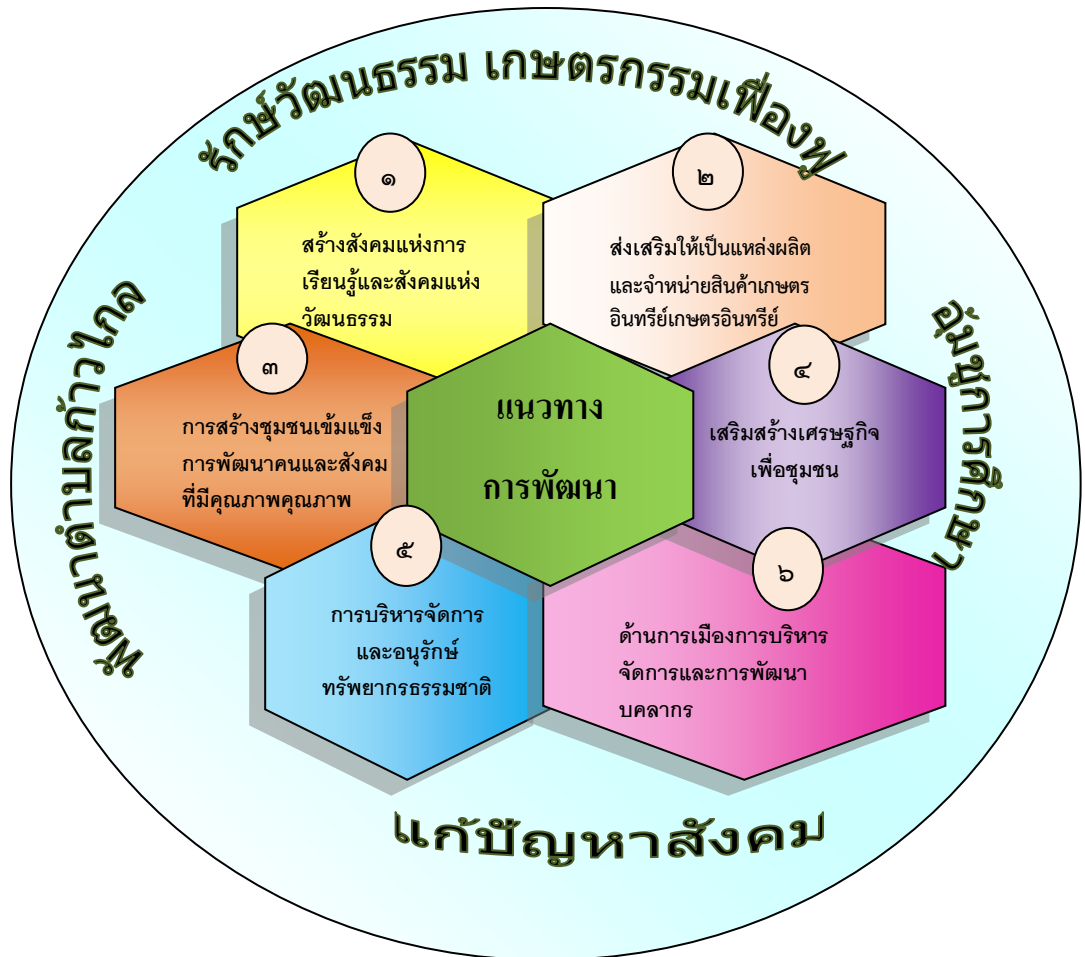 รักษ์วัฒนธรรม เกษตรกรรมเฟื่องฟู
๑
สร้างสังคมแห่งการ
เรียนรู้และสังคมแห่ง
วัฒนธรรม
๒
ส่งเสริมให้เป็นแหล่งผลิต
และจำหน่ายสินค้าเกษตร
อินทรีย์เกษตรอินทรีย์
๓
การสร้างชุมชนเข้มแข็ง
การพัฒนาคนและสังคม
ที่มีคุณภาพคุณภาพ
แนวทาง
การพัฒนา
๔
เสริมสร้างเศรษฐกิจ
เพื่อชุมชน
๕
การบริหารจัดการ
และอนุรักษ์
ทรัพยากรธรรมชาติ
๖
ด้านการเมืองการบริหาร
จัดการและการพัฒนา
บคลากร
พัฒนาตำบลก้าวไกล
อุ้มชูการศึกษา
แก้ปัญหาสังคม